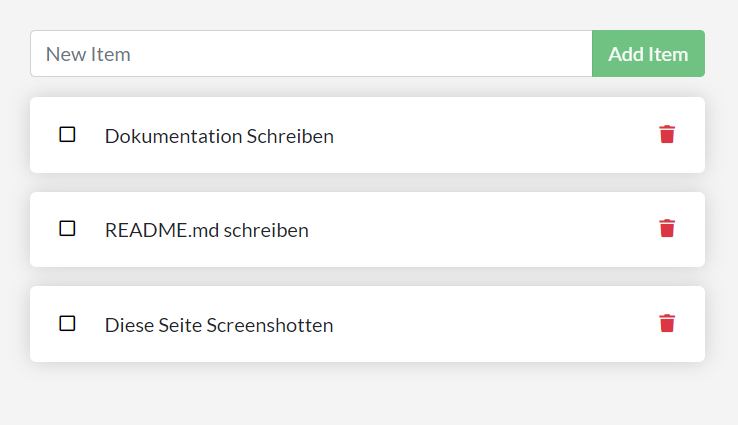 New Item
Add Item
Dokumentation Schreiben
README.md schreiben
Diese Seite Screenshotten